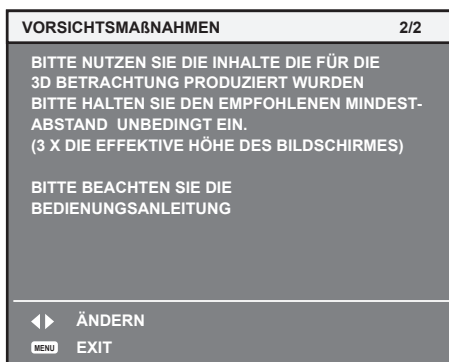 VORSICHTSMAßNAHMEN 2/2
BITTE NUTZEN SIE DIE INHALTE DIE FÜR DIE
3D BETRACHTUNG PRODUZIERT WURDEN
BITTE HALTEN SIE DEN EMPFOHLENEN MINDEST-
ABSTAND UNBEDINGT EIN.
(3 X DIE EFFEKTIVE HÖHE DES BILDSCHIRMES)
BITTE BEACHTEN SIE DIE
BEDIENUNGSANLEITUNG
ÄNDERN
MENU EXIT